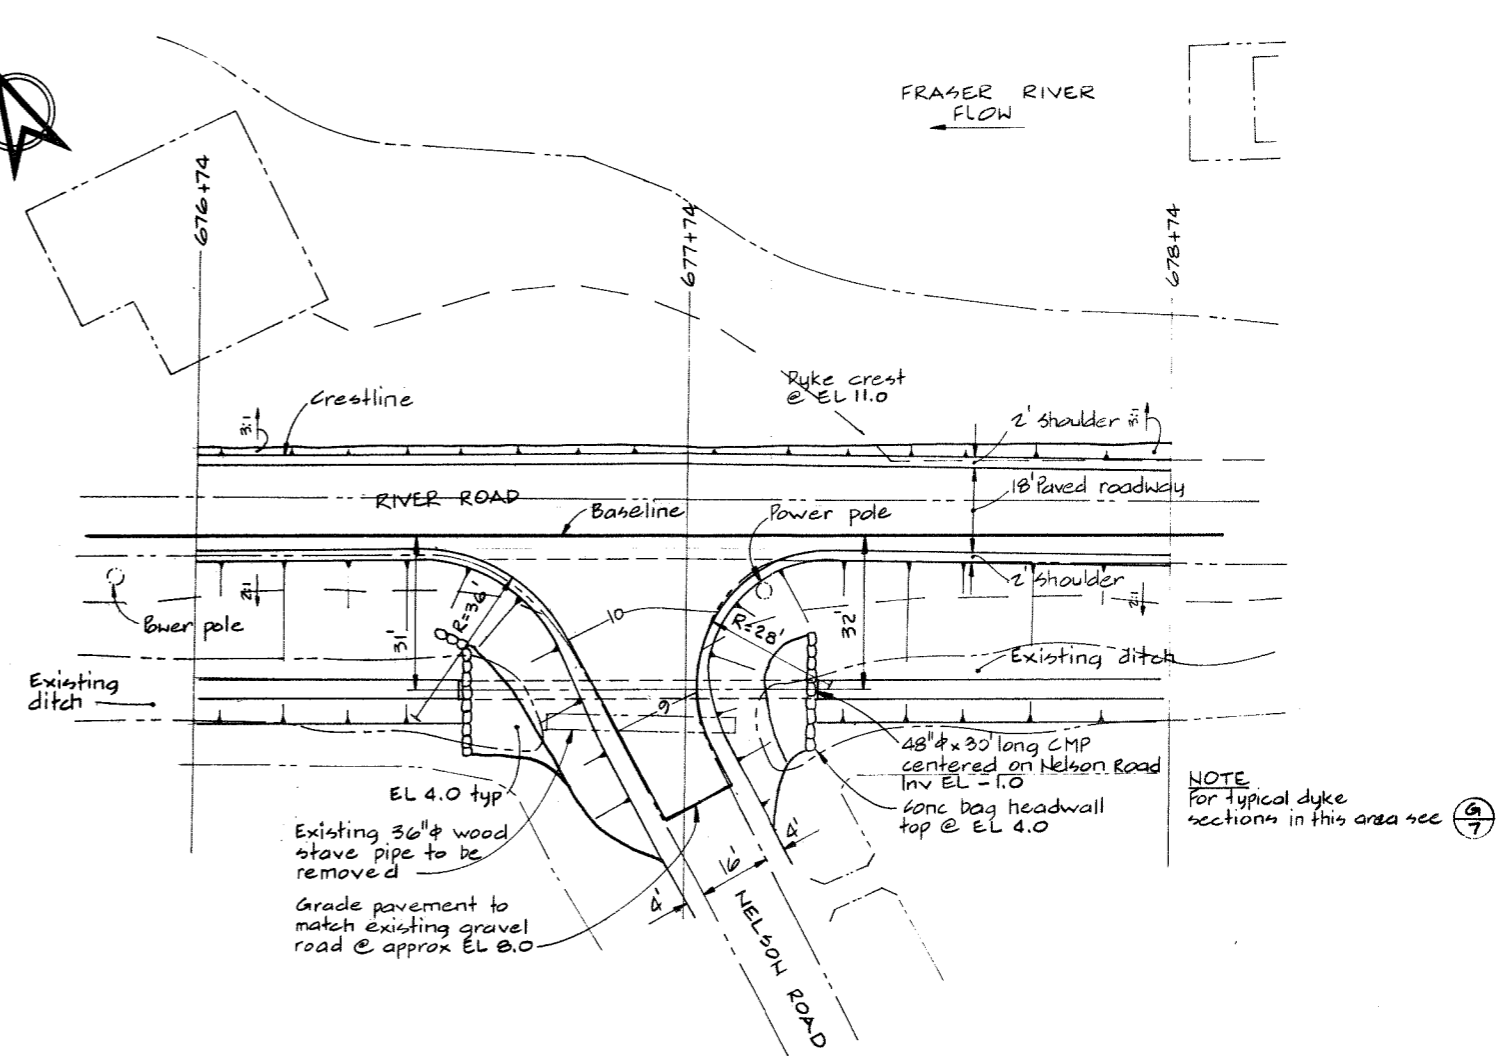 FRASER RIVER
FLOW
676+74
677+74
678+74
Crestline
Dyke crest
@ EL 11.0
3:1
2' shoulder
3:1
18' Paved roadway
RIVER ROAD
Baseline
Power pole
2' shoulder
2:1
2:1
Power pole
R=36'
31'
10
R=28'
32'
Existing ditch
Existing
ditch
9
48"ϕ x 30' long CMP
centered on Nelson Road
Inv EL -1.0
Conc bag headwall
top @ EL 4.0
NOTE
For typical dyke
sections in this area see
G
7
EL 4.0 typ
Existing 36"ϕ wood
stave pipe to be
removed
Grade pavement to
match existing gravel
road @ approx EL 8.0
4'
16'
4'
NELSON ROAD